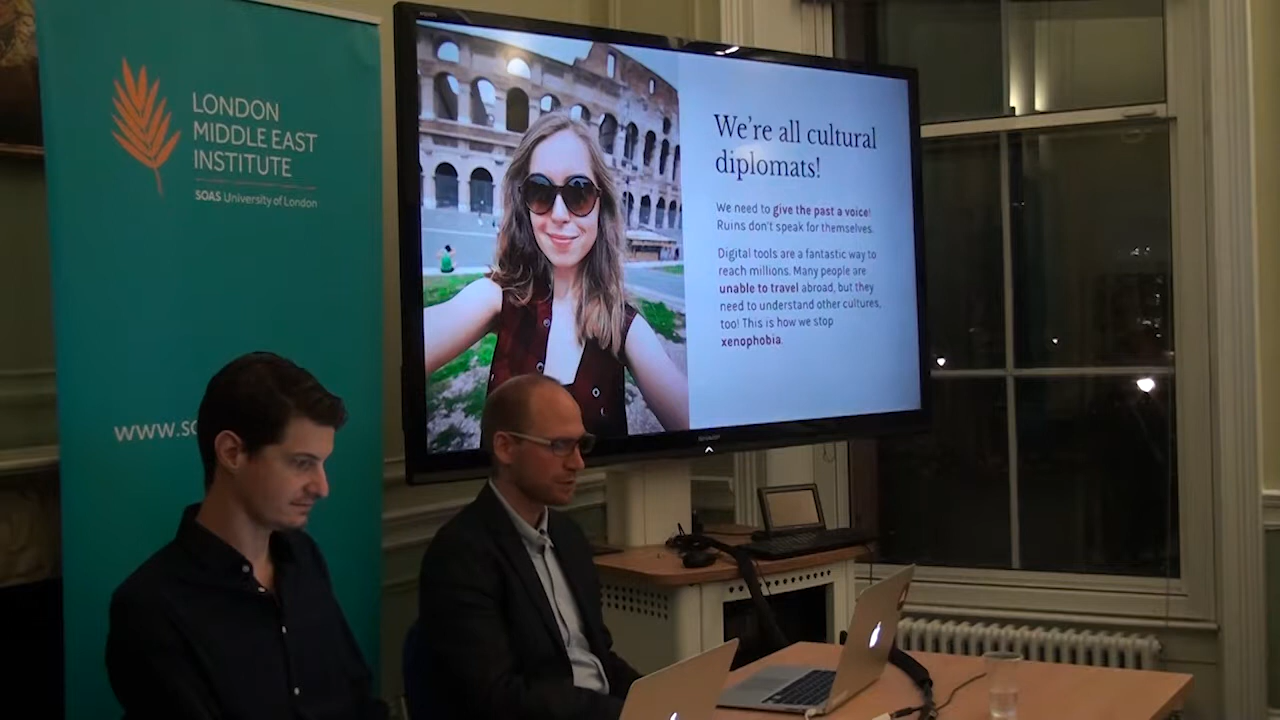 LONDON
MIDDLE EAST
INSTITUTE
SOAS University of London
www.so
We're all cultural
diplomats!
We need to give the past a voice!
Ruins don't speak for themselves.
Digital tools are a fantastic way to
reach millions. Many people are
unable to travel abroad, but they
need to understand other cultures,
too! This is how we stop
xenophobia.
SHARP